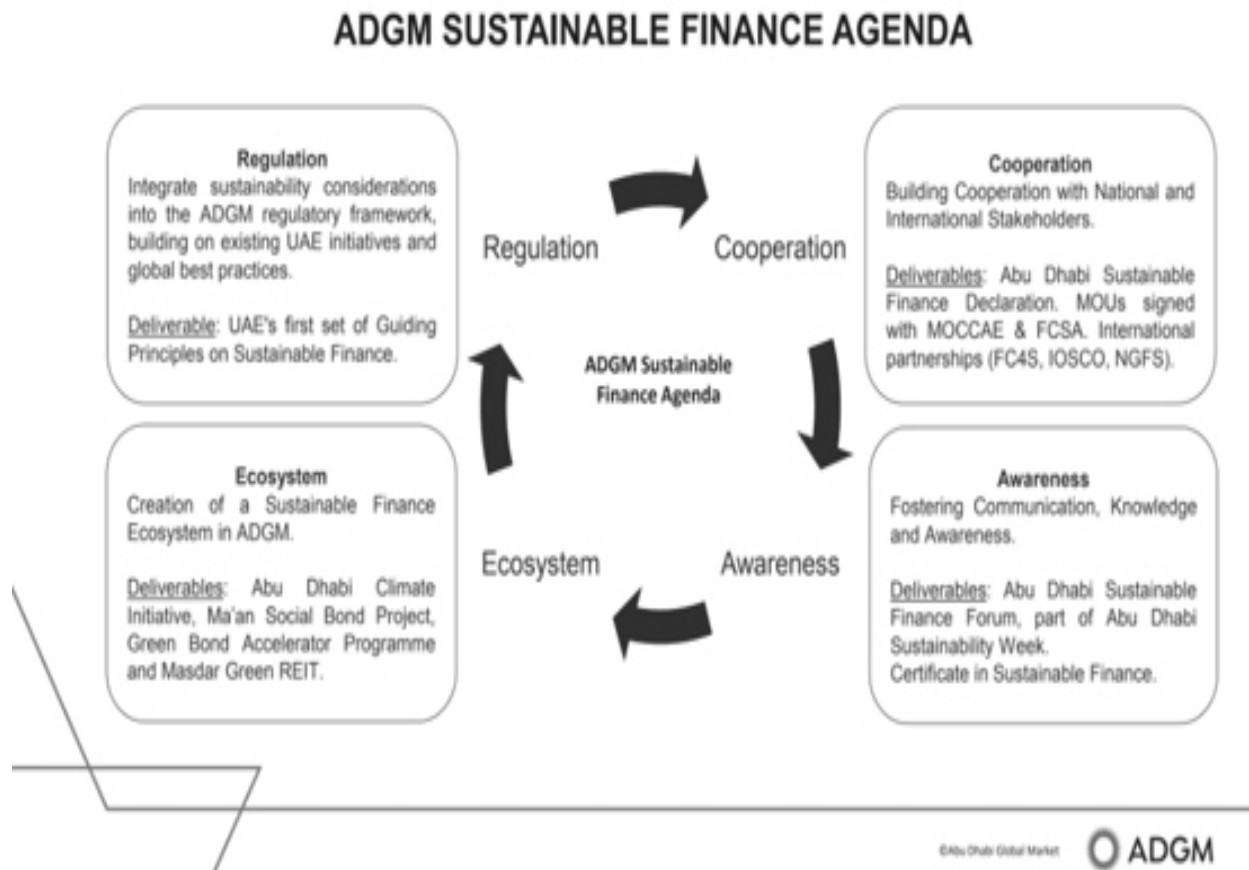 ADGM SUSTAINABLE FINANCE AGENDA
Regulation
Integrate sustainability considerations
into the ADGM regulatory framework,
building on existing UAE initiatives and
global best practices.
Deliverable: UAE's first set of Guiding
Principles on Sustainable Finance.
Cooperation
Building Cooperation with National and
International Stakeholders.
Deliverables: Abu Dhabi Sustainable
Finance Declaration. MOUs signed
with MOCCAE & FCSA. International
partnerships (FC4S, IOSCO, NGFS).
Regulation
Cooperation
ADGM Sustainable
Finance Agenda
Ecosystem
Awareness
Ecosystem
Creation of a Sustainable Finance
Ecosystem in ADGM.
Deliverables: Abu Dhabi Climate
Initiative, Ma'an Social Bond Project,
Green Bond Accelerator Programme
and Masdar Green REIT.
Awareness
Fostering Communication, Knowledge
and Awareness.
Deliverables: Abu Dhabi Sustainable
Finance Forum, part of Abu Dhabi
Sustainability Week.
Certificate in Sustainable Finance.
©Abu Dhabi Global Market
ADGM